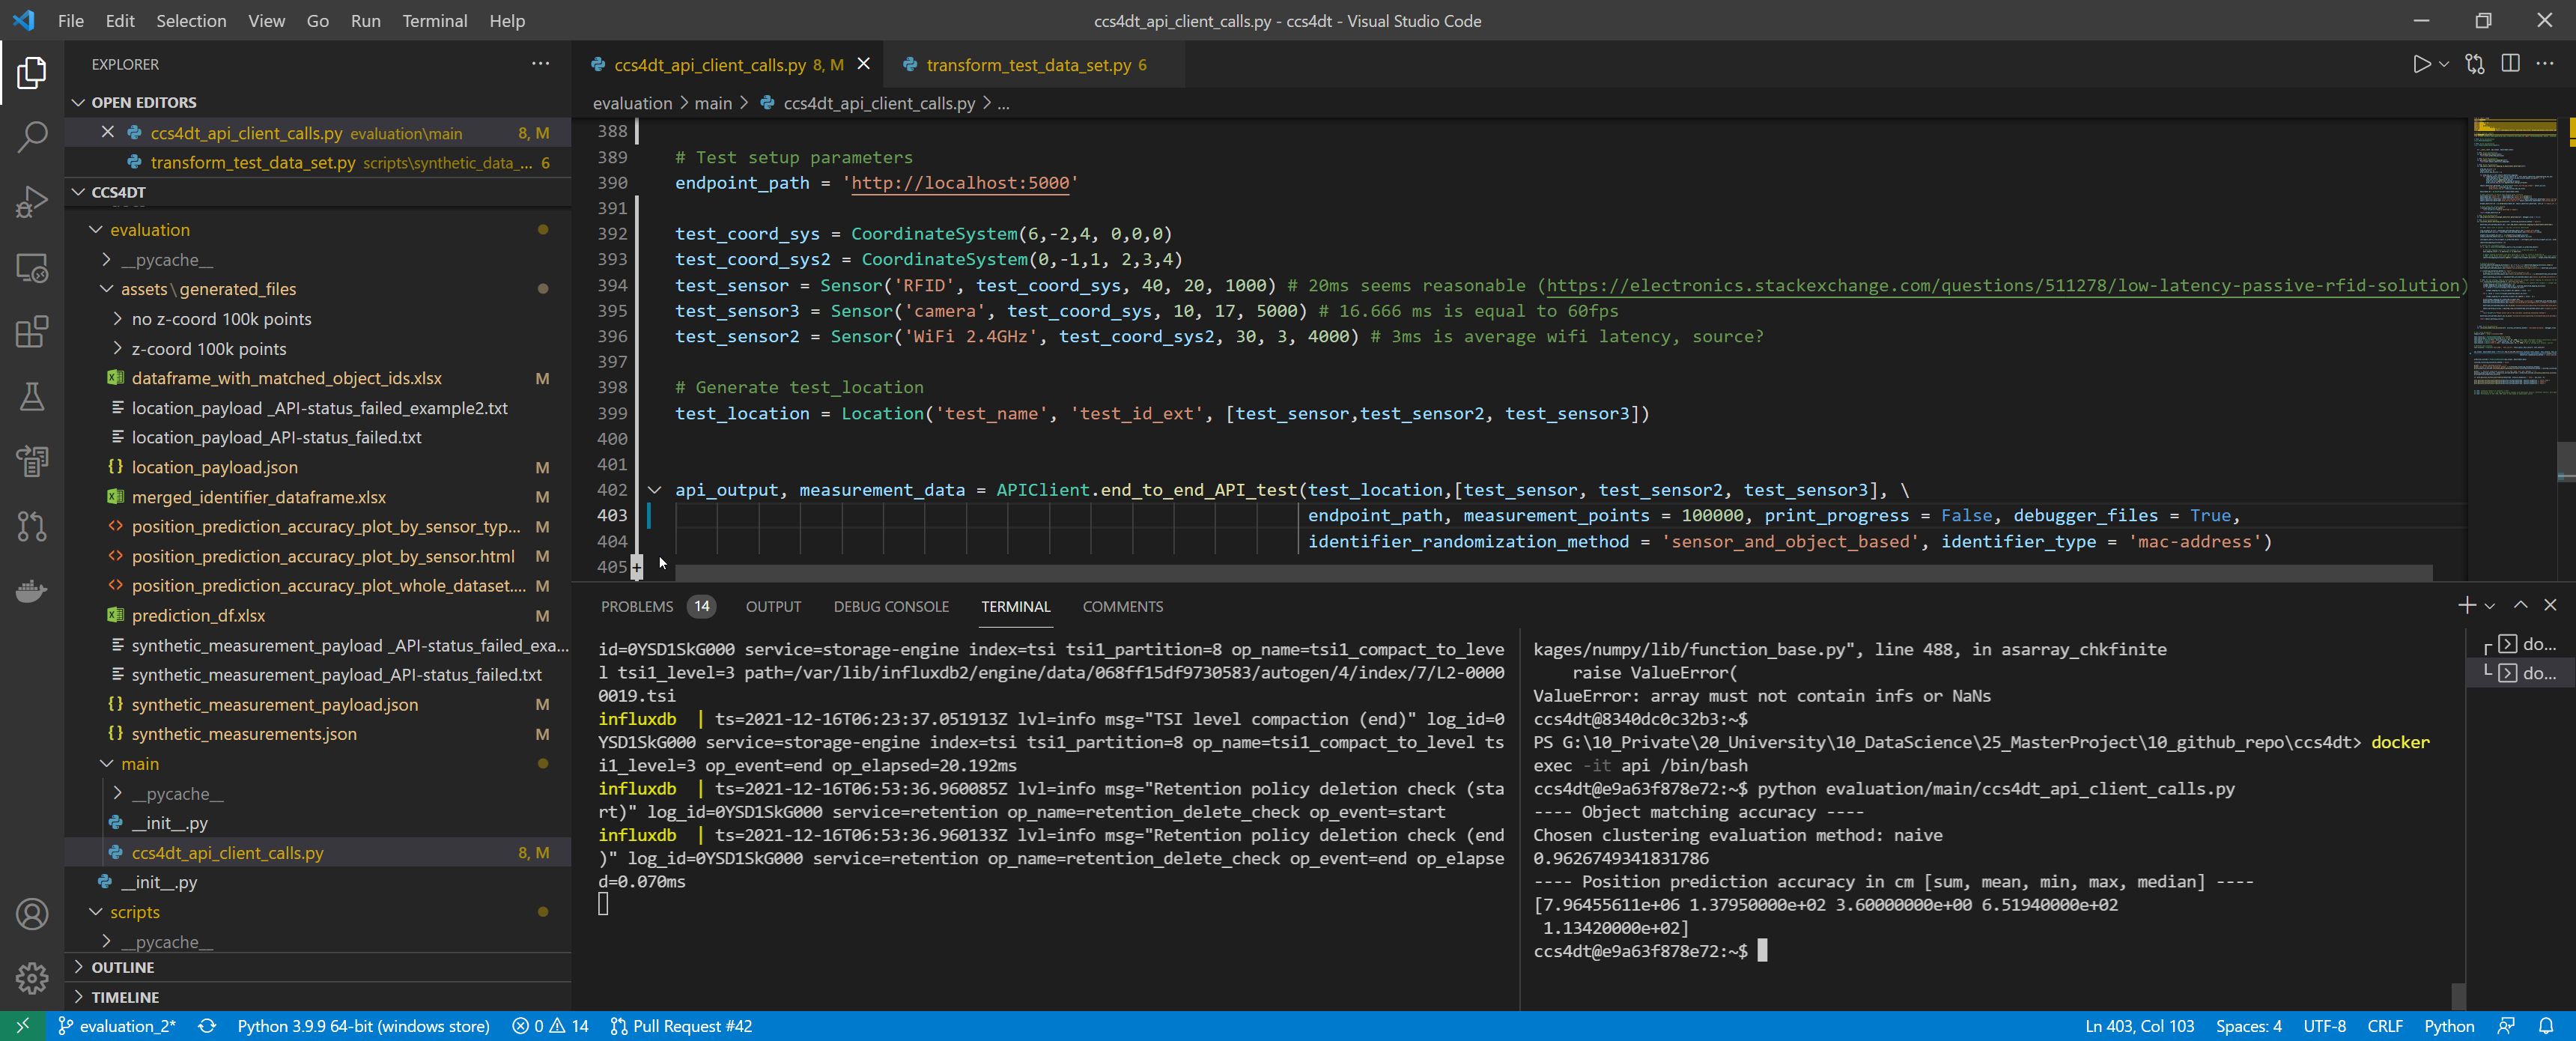 File Edit Selection View Go Run Terminal Help
ccs4dt_api_client_calls.py - ccs4dt - Visual Studio Code
EXPLORER
OPEN EDITORS
ccs4dt_api_client_calls.py evaluation\main 8, M
transform_test_data_set.py scripts\synthetic_data_... 6
CCS4DT
evaluation
__pycache__
assets\generated_files
no z-coord 100k points
z-coord 100k points
dataframe_with_matched_object_ids.xlsx M
location_payload _API-status_failed_example2.txt
location_payload_API-status_failed.txt
location_payload.json M
merged_identifier_dataframe.xlsx M
position_prediction_accuracy_plot_by_sensor_typ... M
position_prediction_accuracy_plot_by_sensor.html M
position_prediction_accuracy_plot_whole_dataset.... M
prediction_df.xlsx M
synthetic_measurement_payload _API-status_failed_exa...
synthetic_measurement_payload_API-status_failed.txt
synthetic_measurement_payload.json M
synthetic_measurements.json M
main
__pycache__
__init__.py
ccs4dt_api_client_calls.py 8, M
__init__.py
scripts
__pycache__
OUTLINE
TIMELINE
ccs4dt_api_client_calls.py 8, M
transform_test_data_set.py 6
evaluation > main > ccs4dt_api_client_calls.py > ...
388
389 # Test setup parameters
390 endpoint_path = 'http://localhost:5000'
391
392 test_coord_sys = CoordinateSystem(6,-2,4, 0,0,0)
393 test_coord_sys2 = CoordinateSystem(0,-1,1, 2,3,4)
394 test_sensor = Sensor('RFID', test_coord_sys, 40, 20, 1000) # 20ms seems reasonable (https://electronics.stackexchange.com/questions/511278/low-latency-passive-rfid-solution)
395 test_sensor3 = Sensor('camera', test_coord_sys, 10, 17, 5000) # 16.666 ms is equal to 60fps
396 test_sensor2 = Sensor('WiFi 2.4GHz', test_coord_sys2, 30, 3, 4000) # 3ms is average wifi latency, source?
397
398 # Generate test_location
399 test_location = Location('test_name', 'test_id_ext', [test_sensor,test_sensor2, test_sensor3])
400
401
402 api_output, measurement_data = APIClient.end_to_end_API_test(test_location,[test_sensor, test_sensor2, test_sensor3], \
403 endpoint_path, measurement_points = 100000, print_progress = False, debugger_files = True,
404 identifier_randomization_method = 'sensor_and_object_based', identifier_type = 'mac-address')
405
PROBLEMS 14 OUTPUT DEBUG CONSOLE TERMINAL COMMENTS
id=0YSD1SkG000 service=storage-engine index=tsi tsi1_partition=8 op_name=tsi1_compact_to_leve
l tsi1_level=3 path=/var/lib/influxdb2/engine/data/068ff15df9730583/autogen/4/index/7/L2-0000
0019.tsi
influxdb | ts=2021-12-16T06:23:37.051913Z lvl=info msg="TSI level compaction (end)" log_id=0
YSD1SkG000 service=storage-engine index=tsi tsi1_partition=8 op_name=tsi1_compact_to_level ts
i1_level=3 op_event=end op_elapsed=20.192ms
influxdb | ts=2021-12-16T06:53:36.960085Z lvl=info msg="Retention policy deletion check (sta
rt)" log_id=0YSD1SkG000 service=retention op_name=retention_delete_check op_event=start
influxdb | ts=2021-12-16T06:53:36.960133Z lvl=info msg="Retention policy deletion check (end
)" log_id=0YSD1SkG000 service=retention op_name=retention_delete_check op_event=end op_elapse
d=0.070ms
kages/numpy/lib/function_base.py", line 488, in asarray_chkfinite
raise ValueError(
ValueError: array must not contain infs or NaNs
ccs4dt@8340dc0c32b3:~$
PS G:\10_Private\20_University\10_DataScience\25_MasterProject\10_github_repo\ccs4dt> docker
exec -it api /bin/bash
ccs4dt@e9a63f878e72:~$ python evaluation/main/ccs4dt_api_client_calls.py
---- Object matching accuracy ----
Chosen clustering evaluation method: naive
0.9626749341831786
---- Position prediction accuracy in cm [sum, mean, min, max, median] ----
[7.96455611e+06 1.37950000e+02 3.60000000e+00 6.51940000e+02
1.13420000e+02]
ccs4dt@e9a63f878e72:~$
do...
do...
evaluation_2* Python 3.9.9 64-bit (windows store) 0 14 Pull Request #42
Ln 403, Col 103 Spaces: 4 UTF-8 CRLF Python